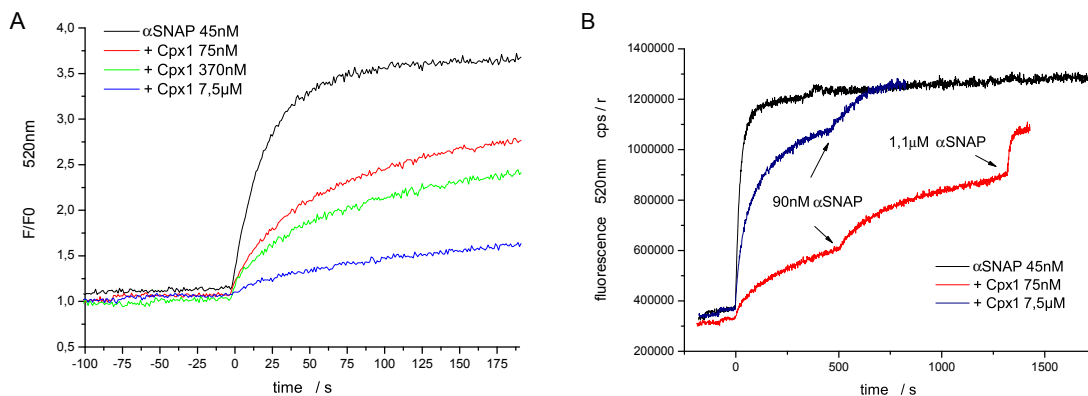 A
αSNAP 45nM
+ Cpx1 75nM
+ Cpx1 370nM
+ Cpx1 7,5μM
F/F0 520nm
4,0
3,5
3,0
2,5
2,0
1,5
1,0
0,5
-100 -75 -50 -25 0 25 50 75 100 125 150 175
time / s
B
fluorescence 520nm cps / r
1400000
1200000
1000000
800000
600000
400000
200000
1,1μM αSNAP
90nM αSNAP
αSNAP 45nM
+ Cpx1 75nM
+ Cpx1 7,5μM
0 500 1000 1500
time / s